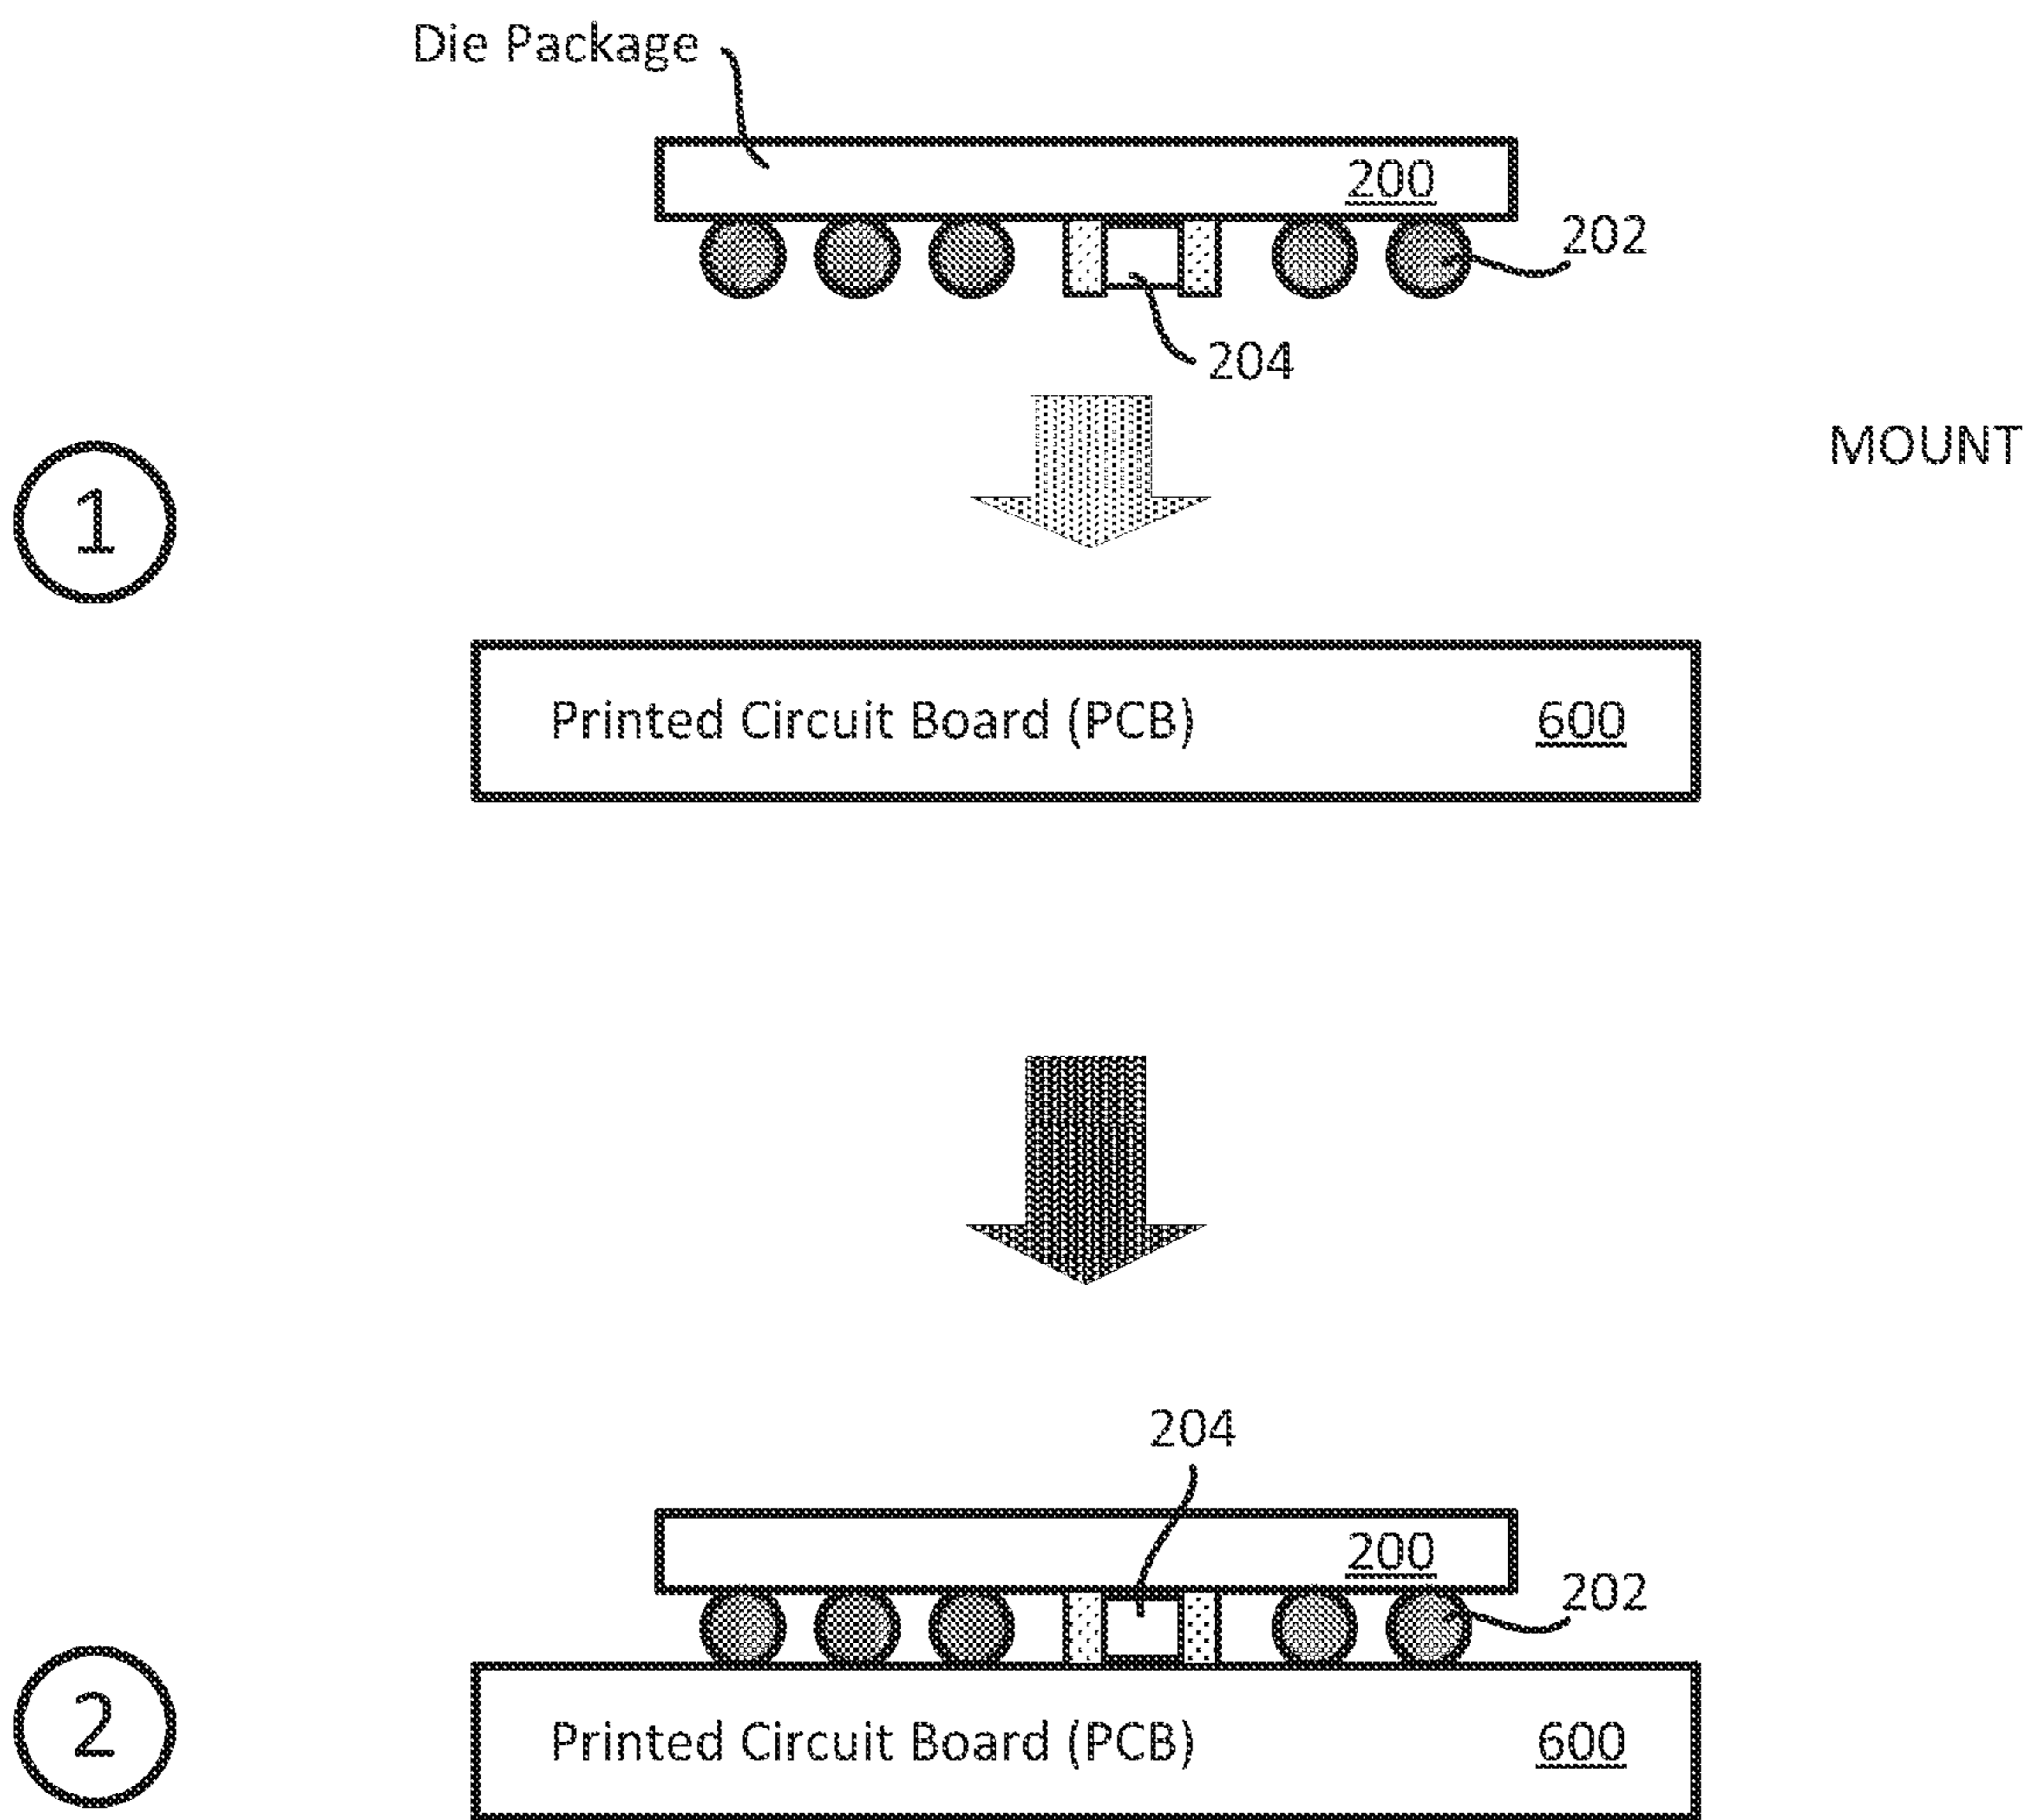 Die Package
200
202
204
MOUNT
1
Printed Circuit Board (PCB) 600
204
200
202
2
Printed Circuit Board (PCB) 600